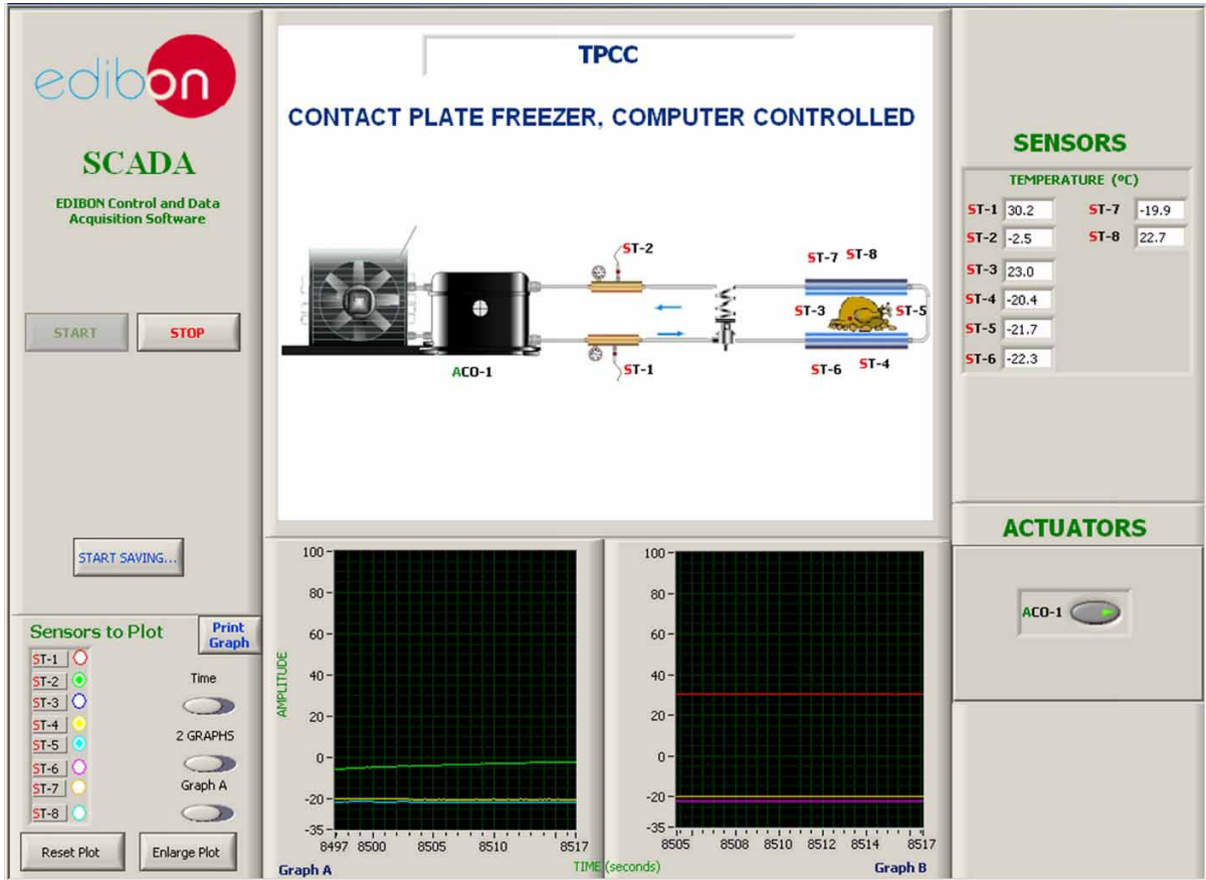 edibon
SCADA
EDIBON Control and Data
Acquisition Software
START
STOP
START SAVING...
TPCC
CONTACT PLATE FREEZER, COMPUTER CONTROLLED
ST-2
ST-7 ST-8
ST-3
ST-5
ACO-1
ST-1
ST-6
ST-4
SENSORS
TEMPERATURE (ºC)
ST-1 30.2 ST-7 -19.9
ST-2 -2.5 ST-8 22.7
ST-3 23.0
ST-4 -20.4
ST-5 -21.7
ST-6 -22.3
ACTUATORS
ACO-1
Sensors to Plot
Print
Graph
ST-1
ST-2
ST-3
ST-4
ST-5
ST-6
ST-7
ST-8
Time
2 GRAPHS
Graph A
Reset Plot
Enlarge Plot
AMPLITUDE
100
80
60
40
20
0
-20
-35
8497 8500 8505 8510 8517
Graph A
TIME (seconds)
100
80
60
40
20
0
-20
-35
8505 8508 8510 8512 8514 8517
Graph B